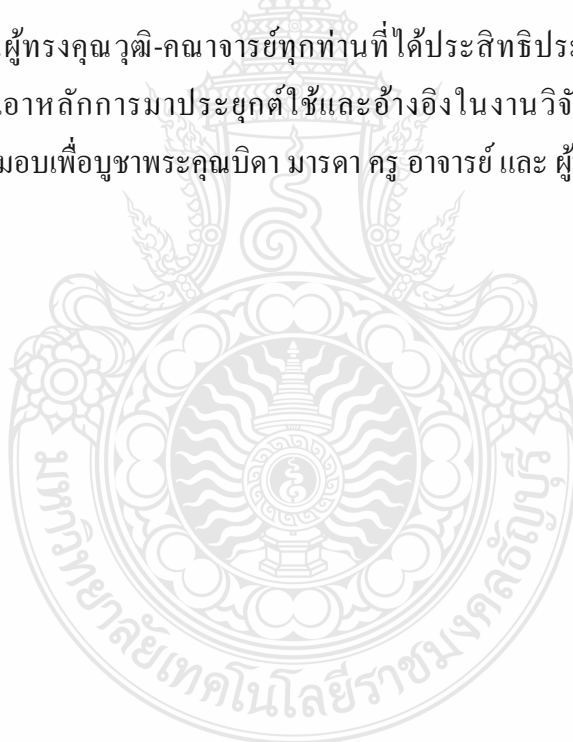 ผู้ทรงคุณวุฒิ-คณาจารย์ทุกท่านที่ได้ประสิทธิประ
เอาหลักการมาประยุกต์ใช้และอ้างอิงในงานวิจั
มอบเพื่อบูชาพระคุณบิดา มารดา ครู อาจารย์ และ ผู้
มหาวิทยาลัยเทคโนโลยีราชมงคลธัญบุรี